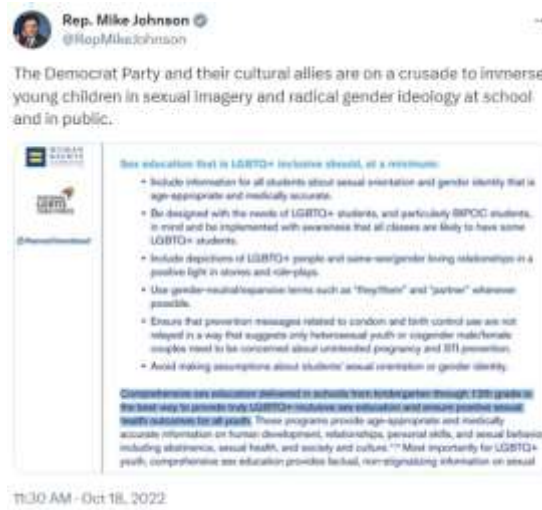 Rep. Mike Johnson
@RepMikeJohnson
The Democrat Party and their cultural allies are on a crusade to immerse
young children in sexual imagery and radical gender ideology at school
and in public.
HUMAN
RIGHTS
Sex education that is LGBTQ+ inclusive should, at a minimum:
• Include information for all students about sexual orientation and gender identity that is
age-appropriate and medically accurate.
• Be designed with the needs of LGBTQ+ students, and particularly BIPOC students,
in mind and be implemented with awareness that all classes are likely to have some
LGBTQ+ students.
• Include depictions of LGBTQ+ people and same-sex/gender loving relationships in a
positive light in stories and role-plays.
• Use gender-neutral/expansive terms such as "they/them" and "partner" wherever
possible.
• Ensure that prevention messages related to condom and birth control use are not
relayed in a way that suggests only heterosexual youth or cisgender male/female
couples need to be concerned about unintended pregnancy and STI prevention.
• Avoid making assumptions about students' sexual orientation or gender identity.
Comprehensive sex education delivered in schools from kindergarten through 12th grade is
the best way to provide truly LGBTQ+ inclusive sex education and ensure positive sexual
health outcomes for all youth. These programs provide age-appropriate and medically
accurate information on human development, relationships, personal skills, and sexual behavior,
including abstinence, sexual health, and society and culture. Most importantly for LGBTQ+
youth, comprehensive sex education provides factual, non-stigmatizing information on sexual
11:30 AM · Oct 18, 2022